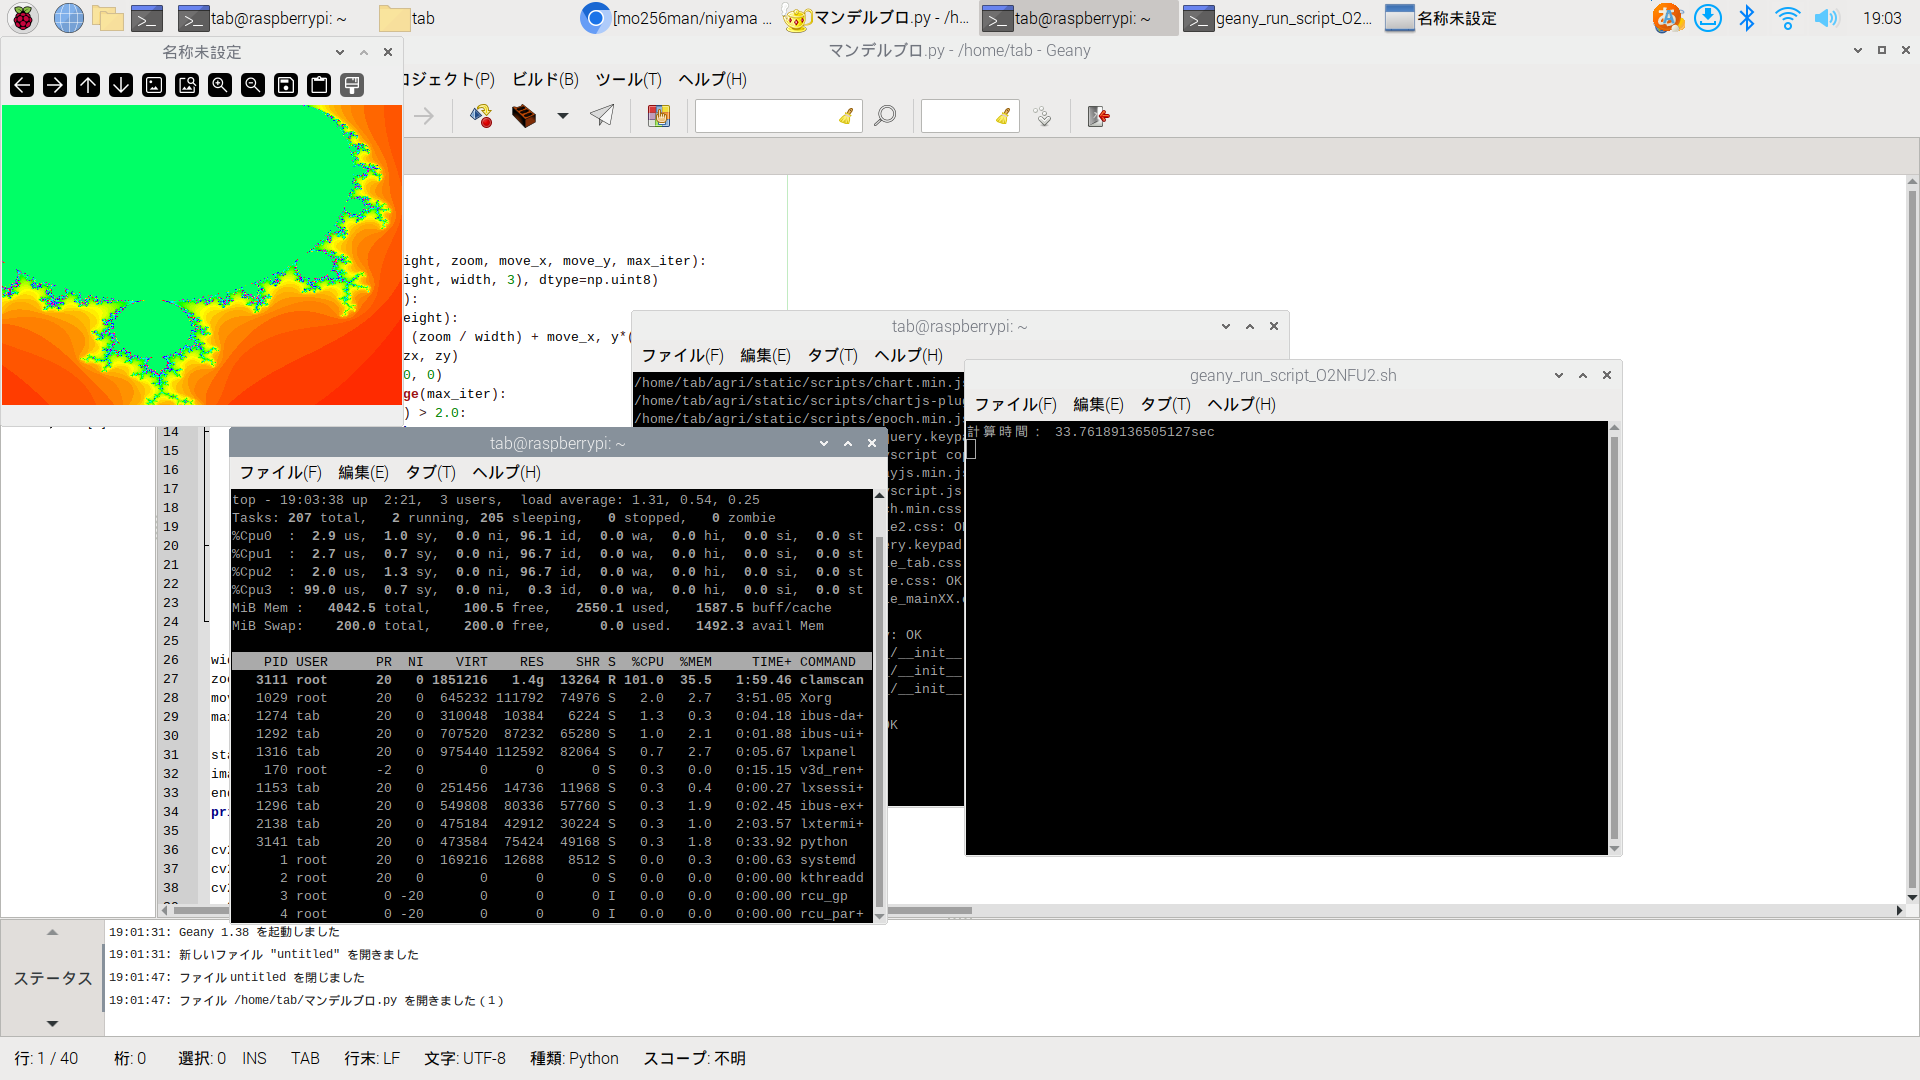 tab@raspberrypi: ~
tab
[mo256man/niyama ...
マンデルブロ.py - /h...
tab@raspberrypi: ~
geany_run_script_O2...
名称未設定
19:03
名称未設定
マンデルブロ.py - /home/tab - Geany
ロジェクト(P) ビルド(B) ツール(T) ヘルプ(H)
ight, zoom, move_x, move_y, max_iter):
ight, width, 3), dtype=np.uint8)
):
eight):
(zoom / width) + move_x, y*(
zx, zy)
0, 0)
ge(max_iter):
) > 2.0:
14
15
16
17
18
19
20
21
22
23
24
25
26 wi
27 zo
28 mo
29 ma
30
31 sta
32 ima
33 end
34 pri
35
36 cv2
37 cv2
38 cv2
tab@raspberrypi: ~
ファイル(F) 編集(E) タブ(T) ヘルプ(H)
/home/tab/agri/static/scripts/chart.min.js
/home/tab/agri/static/scripts/chartjs-plug
/home/tab/agri/static/scripts/epoch.min.js
query.keypa
yscript cop
ayjs.min.js
yscript.js
ch.min.css
le2.css: OK
ery.keypad
le_tab.css
le.css: OK
le_mainXX.c
y: OK
_/__init__
_/__init__
_/__init__
OK
geany_run_script_O2NFU2.sh
ファイル(F) 編集(E) タブ(T) ヘルプ(H)
計算時間： 33.76189136505127sec
tab@raspberrypi: ~
ファイル(F) 編集(E) タブ(T) ヘルプ(H)
top - 19:03:38 up  2:21,  3 users,  load average: 1.31, 0.54, 0.25
Tasks: 207 total,   2 running, 205 sleeping,   0 stopped,   0 zombie
%Cpu0  :  2.9 us,  1.0 sy,  0.0 ni, 96.1 id,  0.0 wa,  0.0 hi,  0.0 si,  0.0 st
%Cpu1  :  2.7 us,  0.7 sy,  0.0 ni, 96.7 id,  0.0 wa,  0.0 hi,  0.0 si,  0.0 st
%Cpu2  :  2.0 us,  1.3 sy,  0.0 ni, 96.7 id,  0.0 wa,  0.0 hi,  0.0 si,  0.0 st
%Cpu3  : 99.0 us,  0.7 sy,  0.0 ni,  0.3 id,  0.0 wa,  0.0 hi,  0.0 si,  0.0 st
MiB Mem :   4042.5 total,    100.5 free,   2550.1 used,   1587.5 buff/cache
MiB Swap:    200.0 total,    200.0 free,      0.0 used.   1492.3 avail Mem
PID USER      PR  NI    VIRT    RES    SHR S  %CPU  %MEM     TIME+ COMMAND
3111 root      20   0 1851216   1.4g  13264 R 101.0  35.5   1:59.46 clamscan
1029 root      20   0  645232 111792  74976 S   2.0   2.7   3:51.05 Xorg
1274 tab       20   0  310048  10384   6224 S   1.3   0.3   0:04.18 ibus-da+
1292 tab       20   0  707520  87232  65280 S   1.0   2.1   0:01.88 ibus-ui+
1316 tab       20   0  975440 112592  82064 S   0.7   2.7   0:05.67 lxpanel
170 root      -2   0       0      0      0 S   0.3   0.0   0:15.15 v3d_ren+
1153 tab       20   0  251456  14736  11968 S   0.3   0.4   0:00.27 lxsessi+
1296 tab       20   0  549808  80336  57760 S   0.3   1.9   0:02.45 ibus-ex+
2138 tab       20   0  475184  42912  30224 S   0.3   1.0   2:03.57 lxtermi+
3141 tab       20   0  473584  75424  49168 S   0.3   1.8   0:33.92 python
1 root      20   0  169216  12688   8512 S   0.0   0.3   0:00.63 systemd
2 root      20   0       0      0      0 S   0.0   0.0   0:00.00 kthreadd
3 root       0 -20       0      0      0 I   0.0   0.0   0:00.00 rcu_gp
4 root       0 -20       0      0      0 I   0.0   0.0   0:00.00 rcu_par+
ステータス
19:01:31: Geany 1.38 を起動しました
19:01:31: 新しいファイル "untitled" を開きました
19:01:47: ファイル untitled を閉じました
19:01:47: ファイル /home/tab/マンデルブロ.py を開きました(1)
行: 1 / 40 桁: 0 選択: 0 INS TAB 行末: LF 文字: UTF-8 種類: Python スコープ: 不明